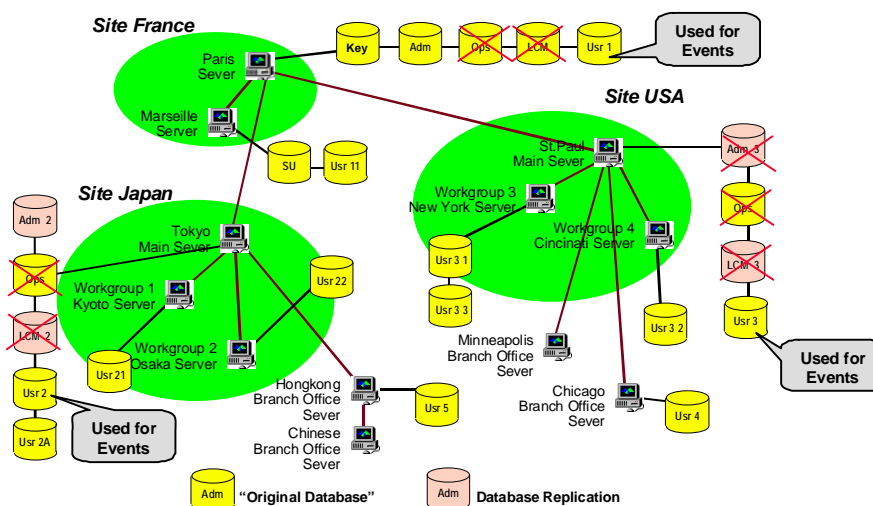 Site France
Paris
Sever
Key
Adm
Ops
LCM
Usr 1
Used for
Events
Marseille
Server
SU
Usr 11
Site USA
St.Paul
Main Sever
Adm 3
Ops
LCM 3
Usr 3
Used for
Events
Workgroup 3
New York Server
Workgroup 4
Cincinati Server
Usr 3 1
Usr 3 3
Usr 3 2
Minneapolis
Branch Office
Sever
Chicago
Branch Office
Sever
Usr 4
Site Japan
Adm 2
Tokyo
Main Sever
Ops
Workgroup 1
Kyoto Server
Usr 22
LCM 2
Workgroup 2
Osaka Server
Usr 21
Usr 2
Used for
Events
Usr 2A
Hongkong
Branch Office
Sever
Usr 5
Chinese
Branch Office
Sever
Adm
“Original Database”
Adm
Database Replication